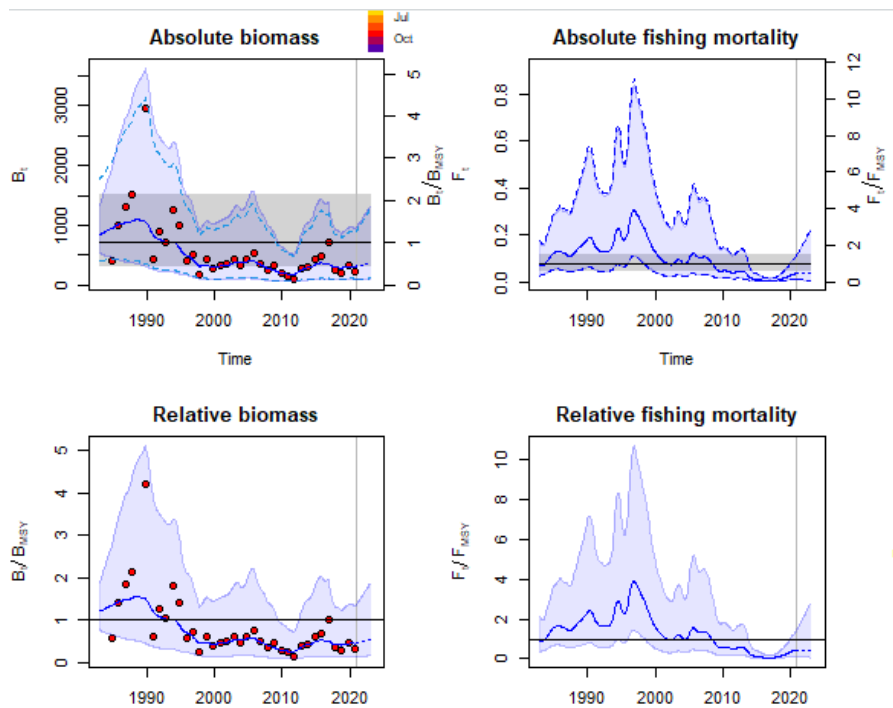 Jul
Oct
Absolute biomass
Absolute fishing mortality
3000
2000
1000
0
Bt
5
4
3
2
1
0
Bt/BMSY
1990 2000 2010 2020
Time
0.8
0.6
0.4
0.2
0.0
Ft
12
10
8
6
4
2
0
Ft/FMSY
1990 2000 2010 2020
Time
Relative biomass
Relative fishing mortality
5
4
3
2
1
0
Bt/BMSY
1990 2000 2010 2020
10
8
6
4
2
0
Ft/FMSY
1990 2000 2010 2020